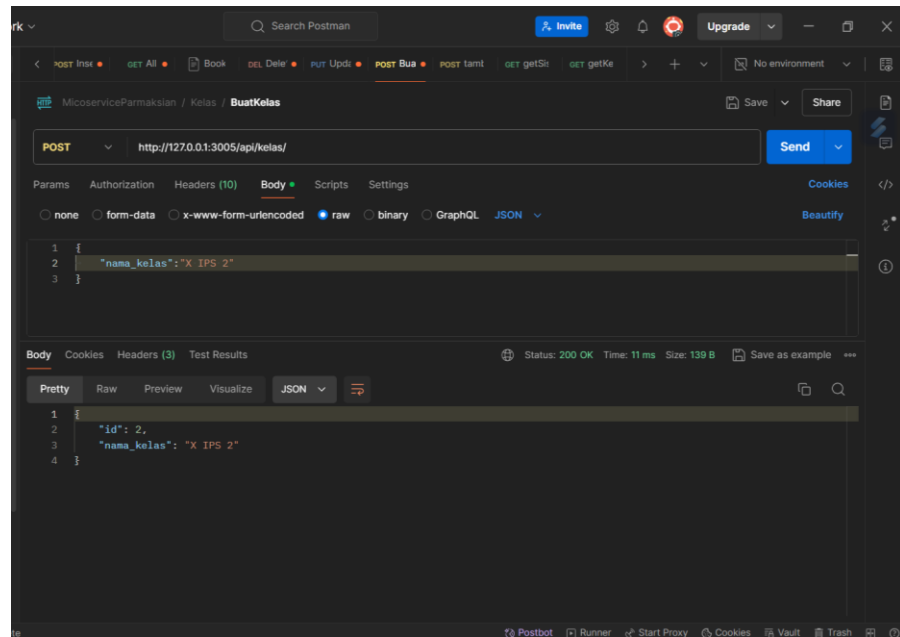 rk
Search Postman
Invite
Upgrade
POST Inse
GET All
Book
DEL Dele
PUT Upda
POST Bua
POST tamb
GET getSis
GET getKe
No environment
HTTP MicoserviceParmaksian / Kelas / BuatKelas
Save
Share
POST http://127.0.0.1:3005/api/kelas/
Send
Params Authorization Headers (10) Body Scripts Settings
Cookies
none form-data x-www-form-urlencoded raw binary GraphQL JSON
Beautify
1 {
2 "nama_kelas":"X IPS 2"
3 }
Body Cookies Headers (3) Test Results
Status: 200 OK Time: 11 ms Size: 139 B Save as example
Pretty Raw Preview Visualize JSON
1 {
2 "id": 2,
3 "nama_kelas": "X IPS 2"
4 }
te
Postbot Runner Start Proxy Cookies Vault Trash